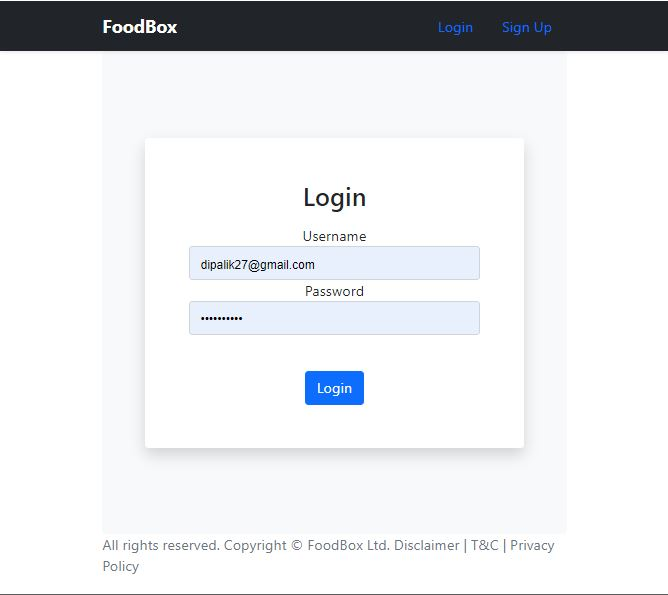 FoodBox Login Sign Up
Login
Username
dipalik27@gmail.com
Password
••••••••••
Login
All rights reserved. Copyright © FoodBox Ltd. Disclaimer | T&C | Privacy
Policy